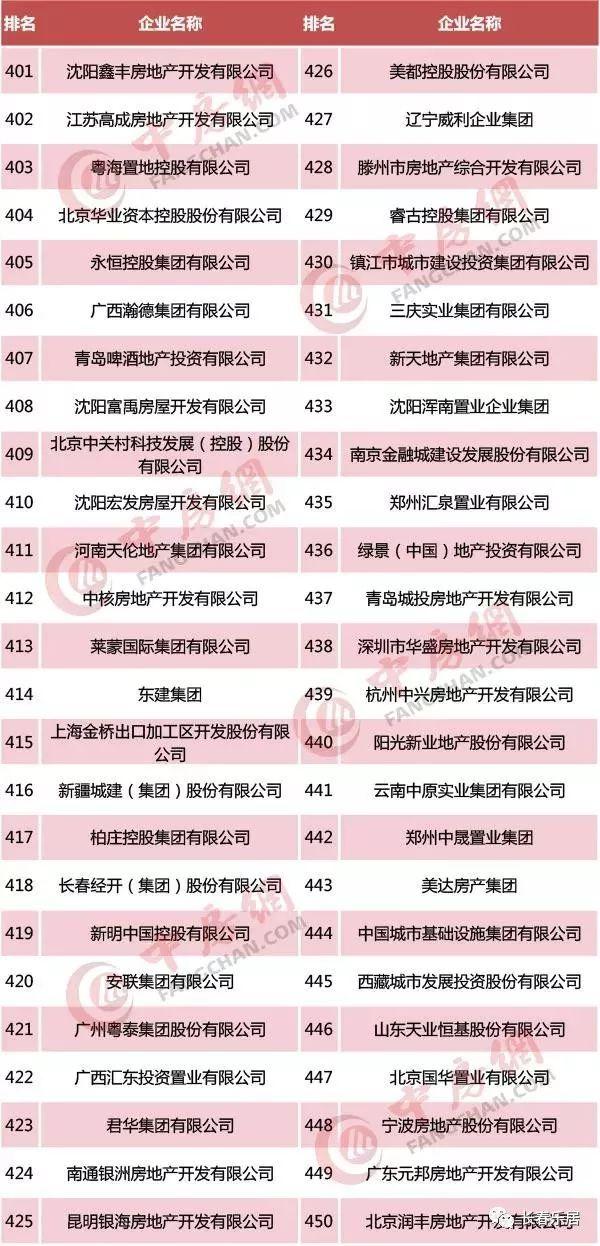 排名 企业名称 排名 企业名称
401 沈阳鑫丰房地产开发有限公司 426 美都控股股份有限公司
402 江苏高成房地产开发有限公司 427 辽宁威利企业集团
403 粤海置地控股有限公司 428 滕州市房地产综合开发有限公司
404 北京华业资本控股股份有限公司 429 睿古控股集团有限公司
405 永恒控股集团有限公司 430 镇江市城市建设投资集团有限公司
406 广西瀚德集团有限公司 431 三庆实业集团有限公司
407 青岛啤酒地产投资有限公司 432 新天地产集团有限公司
408 沈阳富禹房屋开发有限公司 433 沈阳浑南置业企业集团
409 北京中关村科技发展（控股）股份
有限公司 434 南京金融城建设发展股份有限公司
410 沈阳宏发房屋开发有限公司 435 郑州汇泉置业有限公司
411 河南天伦地产集团有限公司 436 绿景（中国）地产投资有限公司
412 中核房地产开发有限公司 437 青岛城投房地产开发有限公司
413 莱蒙国际集团有限公司 438 深圳市华盛房地产开发有限公司
414 东建集团 439 杭州中兴房地产开发有限公司
415 上海金桥出口加工区开发股份有限
公司 440 阳光新业地产股份有限公司
416 新疆城建（集团）股份有限公司 441 云南中原实业集团有限公司
417 柏庄控股集团有限公司 442 郑州中晟置业集团
418 长春经开（集团）股份有限公司 443 美达房产集团
419 新明中国控股有限公司 444 中国城市基础设施集团有限公司
420 安联集团有限公司 445 西藏城市发展投资股份有限公司
421 广州粤泰集团股份有限公司 446 山东天业恒基股份有限公司
422 广西汇东投资置业有限公司 447 北京国华置业有限公司
423 君华集团有限公司 448 宁波房地产股份有限公司
424 南通银洲房地产开发有限公司 449 广东元邦房地产开发有限公司
425 昆明银海房地产开发有限公司 450 北京润丰房地产开发有限公司
中房網
FANGCHAN.COM
中房網
FANGCHAN.COM
中房網
FANGCHAN.COM
中房網
FANGCHAN.COM
中房網
FANGCHAN.COM
中房網
FANGCHAN.COM
长春乐居